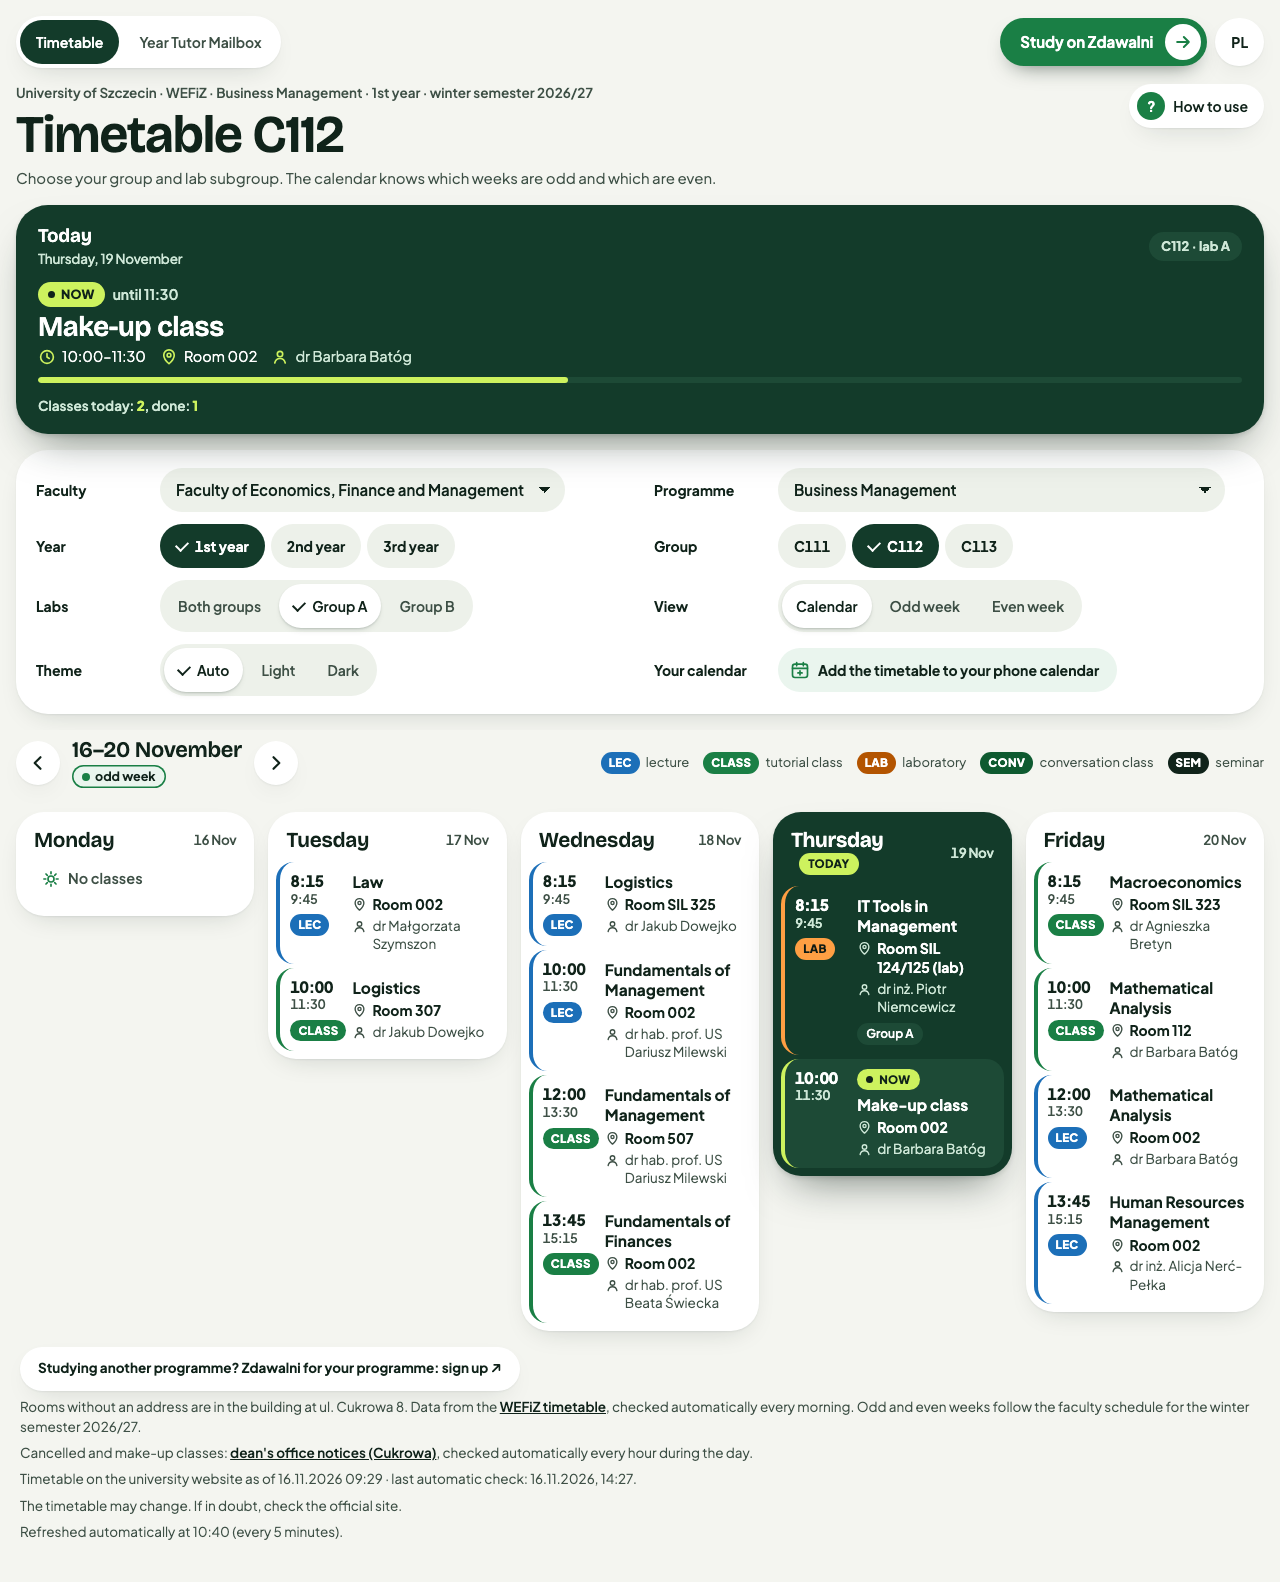 Timetable
Year Tutor Mailbox
Study on Zdawalni
PL
University of Szczecin · WEFiZ · Business Management · 1st year · winter semester 2026/27
Timetable C112
? How to use
Choose your group and lab subgroup. The calendar knows which weeks are odd and which are even.
Today
Thursday, 19 November
C112 · lab A
NOW until 11:30
Make-up class
10:00–11:30 Room 002 dr Barbara Batóg
Classes today: 2, done: 1
Faculty Faculty of Economics, Finance and Management
Programme Business Management
Year 1st year 2nd year 3rd year
Group C111 C112 C113
Labs Both groups Group A Group B
View Calendar Odd week Even week
Theme Auto Light Dark
Your calendar Add the timetable to your phone calendar
16–20 November
odd week
LEC lecture CLASS tutorial class LAB laboratory CONV conversation class SEM seminar
Monday 16 Nov
No classes
Tuesday 17 Nov
8:15 Law
9:45 Room 002
LEC dr Małgorzata
Szymszon
10:00 Logistics
11:30 Room 307
CLASS dr Jakub Dowejko
Wednesday 18 Nov
8:15 Logistics
9:45 Room SIL 325
LEC dr Jakub Dowejko
10:00 Fundamentals of
11:30 Management
LEC Room 002
dr hab. prof. US
Dariusz Milewski
12:00 Fundamentals of
13:30 Management
CLASS Room 507
dr hab. prof. US
Dariusz Milewski
13:45 Fundamentals of
15:15 Finances
CLASS Room 002
dr hab. prof. US
Beata Świecka
Thursday 19 Nov
TODAY
8:15 IT Tools in
9:45 Management
LAB Room SIL
124/125 (lab)
dr inż. Piotr
Niemcewicz
Group A
10:00 NOW
11:30 Make-up class
Room 002
dr Barbara Batóg
Friday 20 Nov
8:15 Macroeconomics
9:45 Room SIL 323
CLASS dr Agnieszka
Bretyn
10:00 Mathematical
11:30 Analysis
CLASS Room 112
dr Barbara Batóg
12:00 Mathematical
13:30 Analysis
LEC Room 002
dr Barbara Batóg
13:45 Human Resources
15:15 Management
LEC Room 002
dr inż. Alicja Nerć-
Pełka
Studying another programme? Zdawalni for your programme: sign up ↗
Rooms without an address are in the building at ul. Cukrowa 8. Data from the WEFiZ timetable, checked automatically every morning. Odd and even weeks follow the faculty schedule for the winter
semester 2026/27.
Cancelled and make-up classes: dean's office notices (Cukrowa), checked automatically every hour during the day.
Timetable on the university website as of 16.11.2026 09:29 · last automatic check: 16.11.2026, 14:27.
The timetable may change. If in doubt, check the official site.
Refreshed automatically at 10:40 (every 5 minutes).